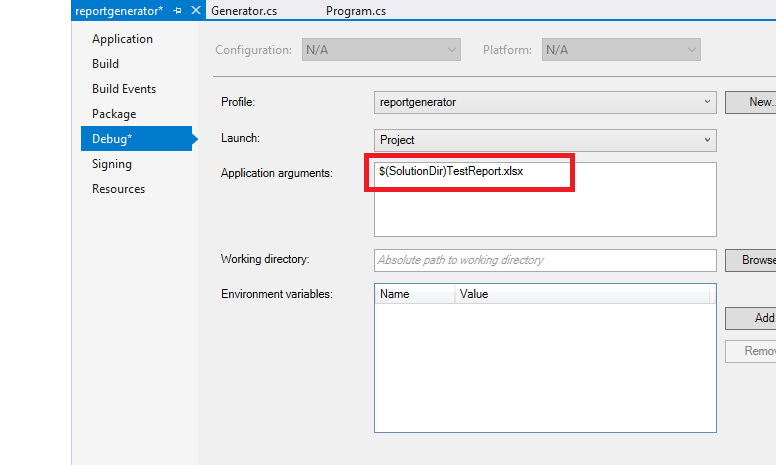 reportgenerator*
Generator.cs
Program.cs
Application
Build
Build Events
Package
Debug*
Signing
Resources
Configuration: N/A
Platform: N/A
Profile: reportgenerator
New..
Launch: Project
Application arguments: $(SolutionDir)TestReport.xlsx
Working directory: Absolute path to working directory
Browse
Environment variables:
Name Value
Add
Remov